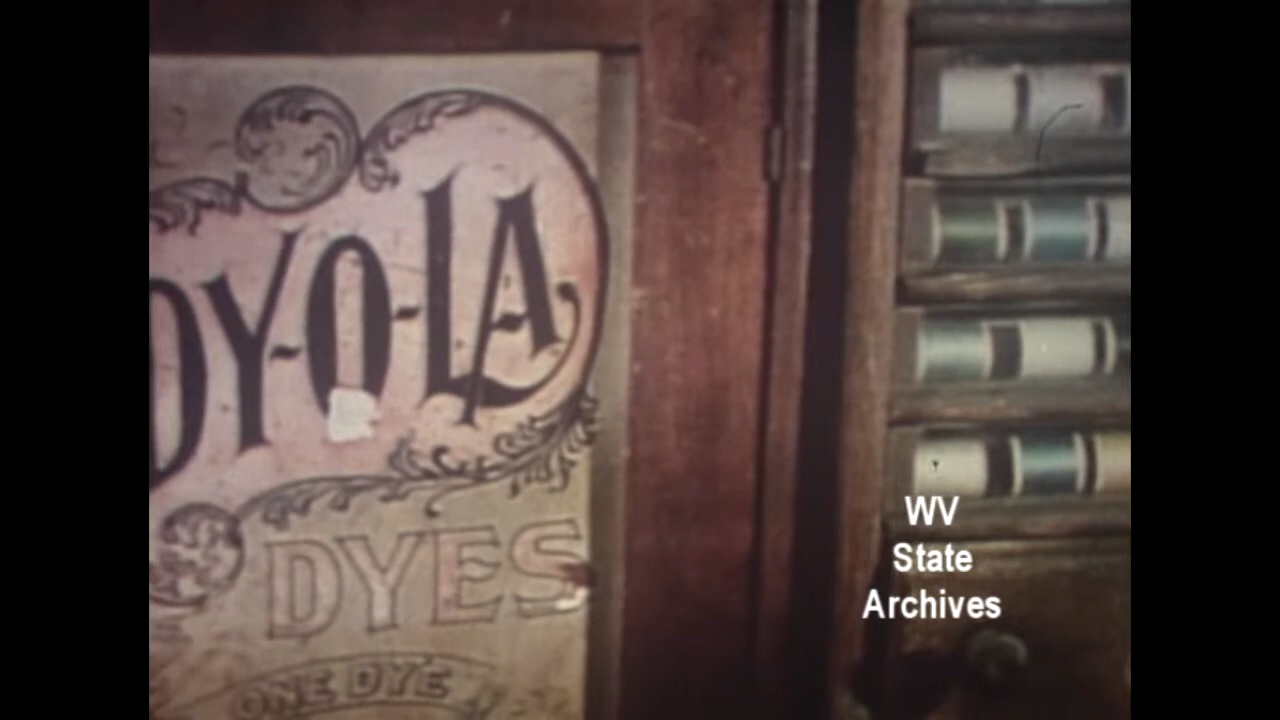 DY-O-LA
DYES
ONE DYE
WV
State
Archives